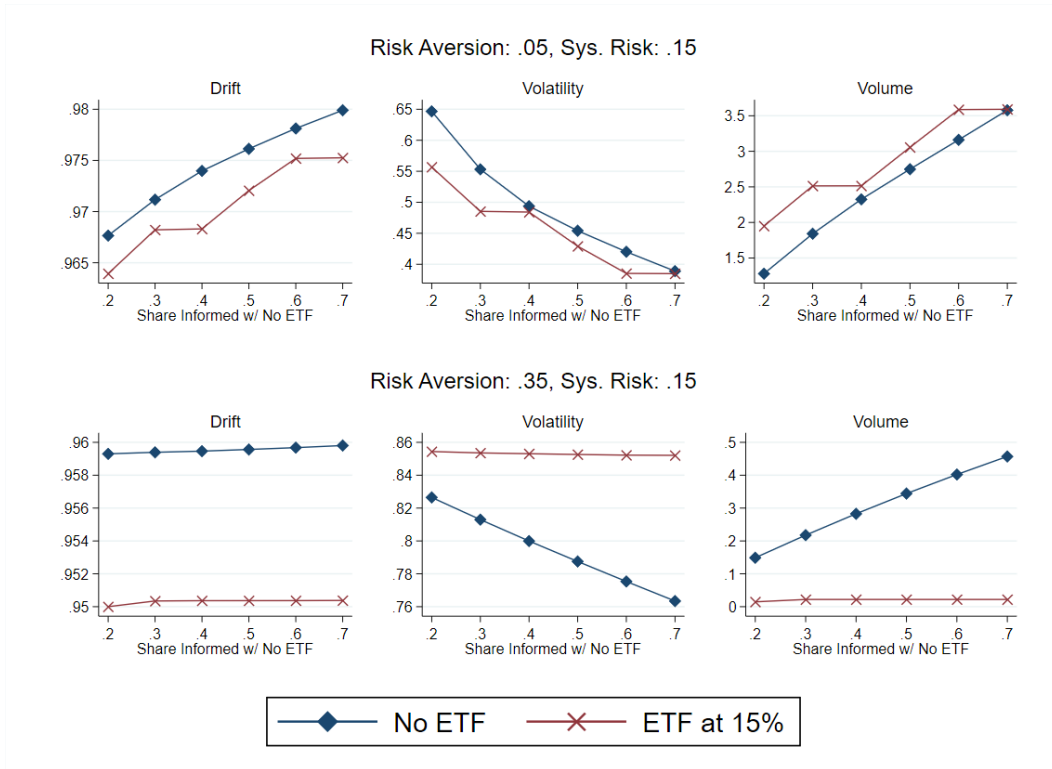 Risk Aversion: .05, Sys. Risk: .15
Drift
.98
.975
.97
.965
.2 .3 .4 .5 .6 .7
Share Informed w/ No ETF
Volatility
.65
.6
.55
.5
.45
.4
.2 .3 .4 .5 .6 .7
Share Informed w/ No ETF
Volume
3.5
3
2.5
2
1.5
.2 .3 .4 .5 .6 .7
Share Informed w/ No ETF
Risk Aversion: .35, Sys. Risk: .15
Drift
.96
.958
.956
.954
.952
.95
.2 .3 .4 .5 .6 .7
Share Informed w/ No ETF
Volatility
.86
.84
.82
.8
.78
.76
.2 .3 .4 .5 .6 .7
Share Informed w/ No ETF
Volume
.5
.4
.3
.2
.1
0
.2 .3 .4 .5 .6 .7
Share Informed w/ No ETF
No ETF ETF at 15%